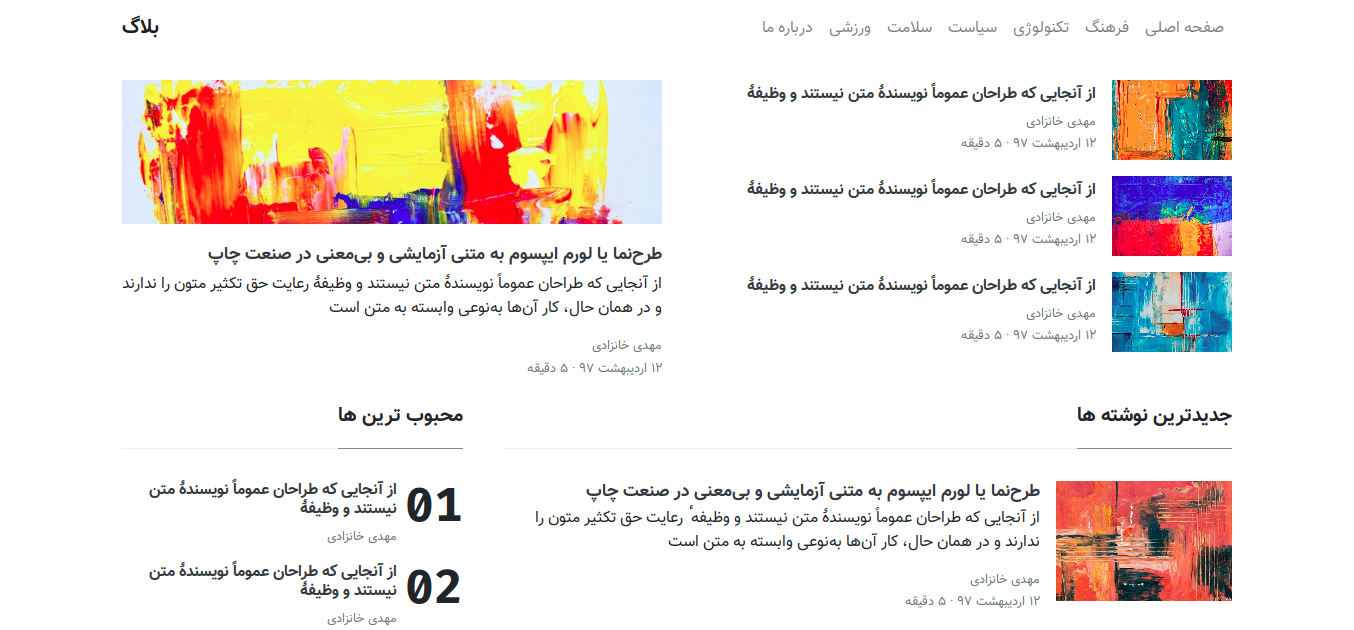 صفحه اصلی فرهنگ تکنولوژی سیاست سلامت ورزشی درباره ما
بلاگ
از آنجایی که طراحان عموماً نویسندهٔ متن نیستند و وظیفهٔ
مهدی خانزادی
۱۲ اردیبهشت ۹۷ · ۵ دقیقه
از آنجایی که طراحان عموماً نویسندهٔ متن نیستند و وظیفهٔ
مهدی خانزادی
۱۲ اردیبهشت ۹۷ · ۵ دقیقه
از آنجایی که طراحان عموماً نویسندهٔ متن نیستند و وظیفهٔ
مهدی خانزادی
۱۲ اردیبهشت ۹۷ · ۵ دقیقه
طرح‌نما یا لورم ایپسوم به متنی آزمایشی و بی‌معنی در صنعت چاپ
از آنجایی که طراحان عموماً نویسندهٔ متن نیستند و وظیفهٔ رعایت حق تکثیر متون را ندارند
و در همان حال، کار آن‌ها به‌نوعی وابسته به متن است
مهدی خانزادی
۱۲ اردیبهشت ۹۷ · ۵ دقیقه
جدیدترین نوشته ها
طرح‌نما یا لورم ایپسوم به متنی آزمایشی و بی‌معنی در صنعت چاپ
از آنجایی که طراحان عموماً نویسندهٔ متن نیستند و وظیفه ٔ رعایت حق تکثیر متون را
ندارند و در همان حال، کار آن‌ها به‌نوعی وابسته به متن است
مهدی خانزادی
۱۲ اردیبهشت ۹۷ · ۵ دقیقه
محبوب ترین ها
01
از آنجایی که طراحان عموماً نویسندهٔ متن
نیستند و وظیفهٔ
مهدی خانزادی
02
از آنجایی که طراحان عموماً نویسندهٔ متن
نیستند و وظیفهٔ
مهدی خانزادی